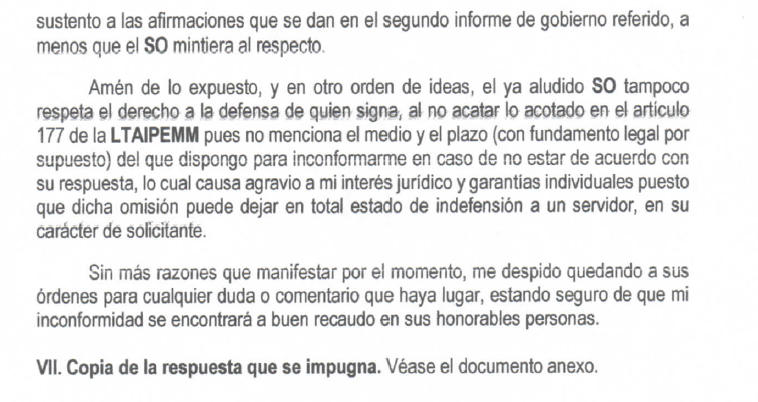 sustento a las afirmaciones que se dan en el segundo informe de gobierno referido, a
menos que el SO mintiera al respecto.
Amén de lo expuesto, y en otro orden de ideas, el ya aludido SO tampoco
respeta el derecho a la defensa de quien signa, al no acatar lo acotado en el artículo
177 de la LTAIPEMM pues no menciona el medio y el plazo (con fundamento legal por
supuesto) del que dispongo para inconformarme en caso de no estar de acuerdo con
su respuesta, lo cual causa agravio a mi interés jurídico y garantías individuales puesto
que dicha omisión puede dejar en total estado de indefensión a un servidor, en su
carácter de solicitante.
Sin más razones que manifestar por el momento, me despido quedando a sus
órdenes para cualquier duda o comentario que haya lugar, estando seguro de que mi
inconformidad se encontrará a buen recaudo en sus honorables personas.
VII. Copia de la respuesta que se impugna. Véase el documento anexo.